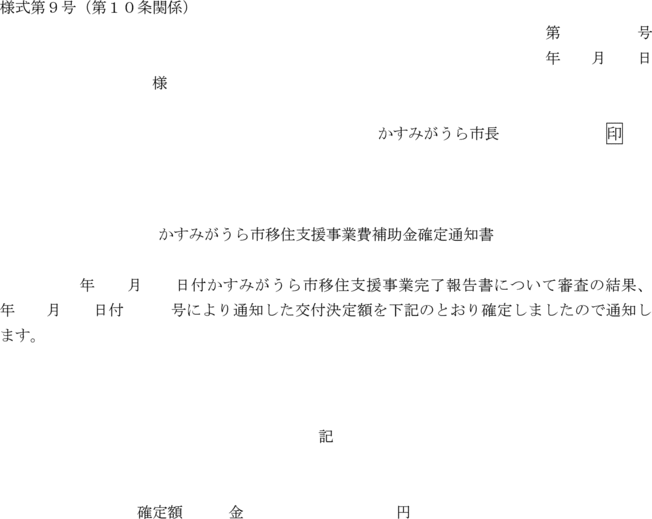 様式第９号（第１０条関係）
第　　　　　号
年　　月　　日
様
かすみがうら市長　　　　　　　印
かすみがうら市移住支援事業費補助金確定通知書
年　　月　　日付かすみがうら市移住支援事業完了報告書について審査の結果、
年　　月　　日付　　　号により通知した交付決定額を下記のとおり確定しましたので通知し
ます。
記
確定額　　　金　　　　　　　　　　円